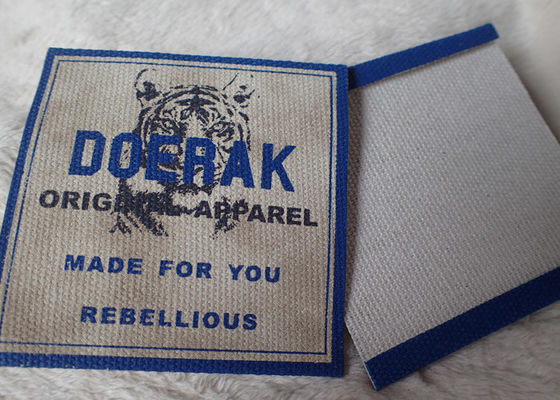 DOERAK
ORIGINAL APPAREL
MADE FOR YOU
REBELLIOUS